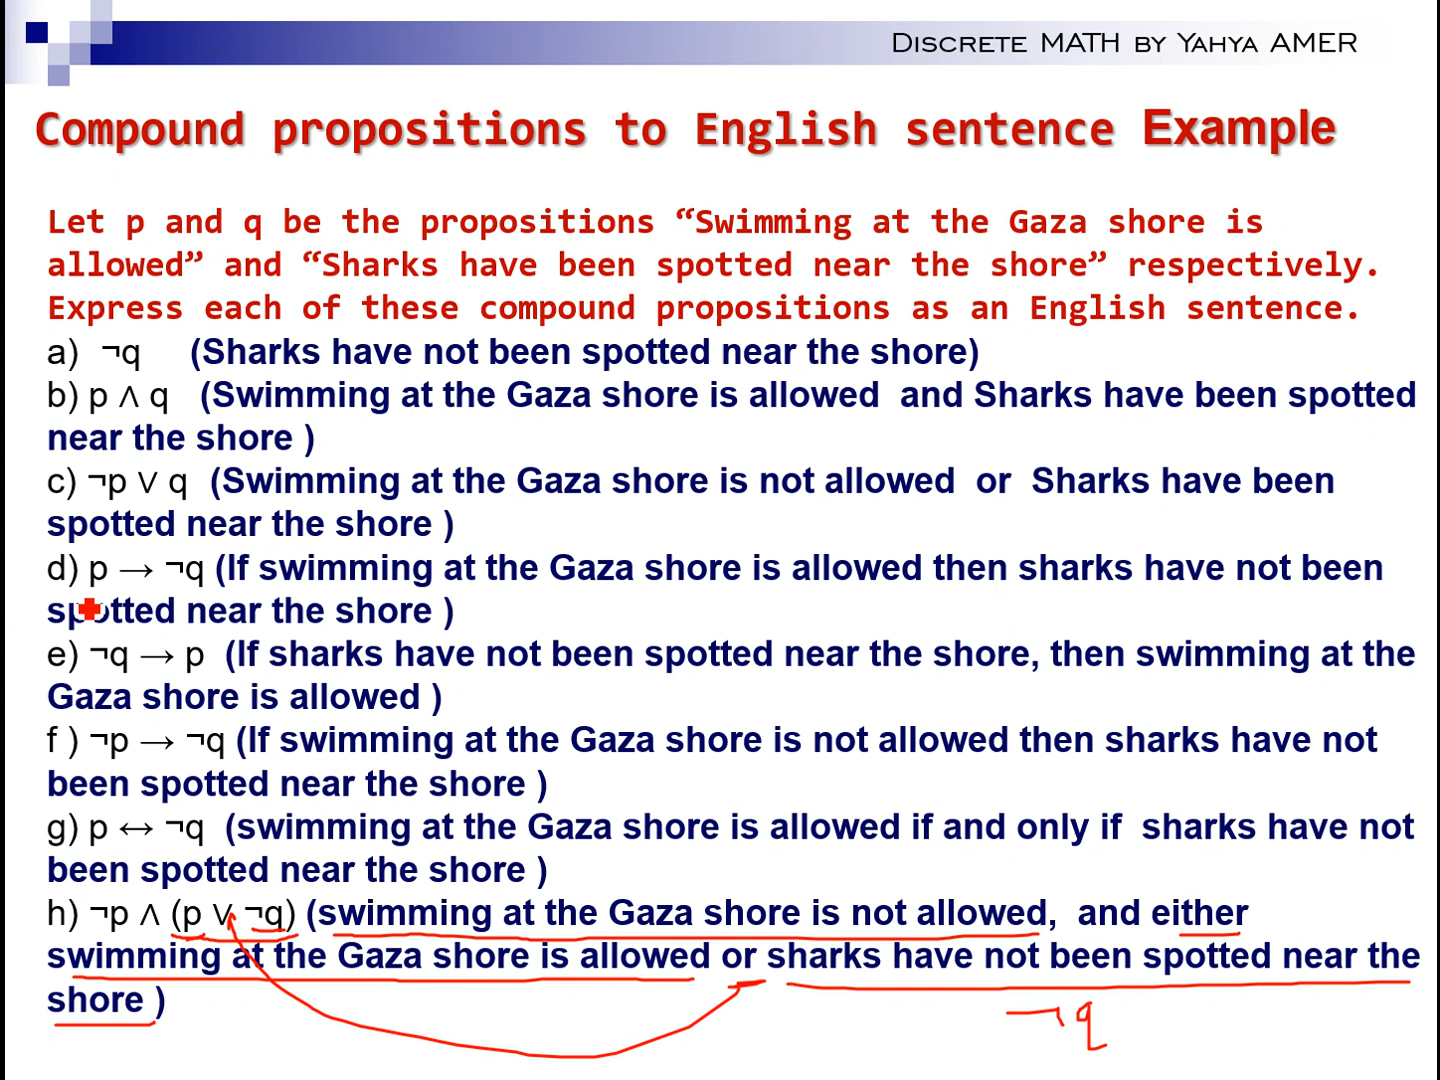 DISCRETE MATH BY YAHYA AMER
Compound propositions to English sentence Example
Let p and q be the propositions “Swimming at the Gaza shore is
allowed” and “Sharks have been spotted near the shore” respectively.
Express each of these compound propositions as an English sentence.
a) ¬q (Sharks have not been spotted near the shore)
b) p ∧ q (Swimming at the Gaza shore is allowed and Sharks have been spotted
near the shore )
c) ¬p ∨ q (Swimming at the Gaza shore is not allowed or Sharks have been
spotted near the shore )
d) p → ¬q (If swimming at the Gaza shore is allowed then sharks have not been
spotted near the shore )
e) ¬q → p (If sharks have not been spotted near the shore, then swimming at the
Gaza shore is allowed )
f ) ¬p → ¬q (If swimming at the Gaza shore is not allowed then sharks have not
been spotted near the shore )
g) p ↔ ¬q (swimming at the Gaza shore is allowed if and only if sharks have not
been spotted near the shore )
h) ¬p ∧ (p ∨ ¬q) (swimming at the Gaza shore is not allowed, and either
swimming at the Gaza shore is allowed or sharks have not been spotted near the
shore )
¬q